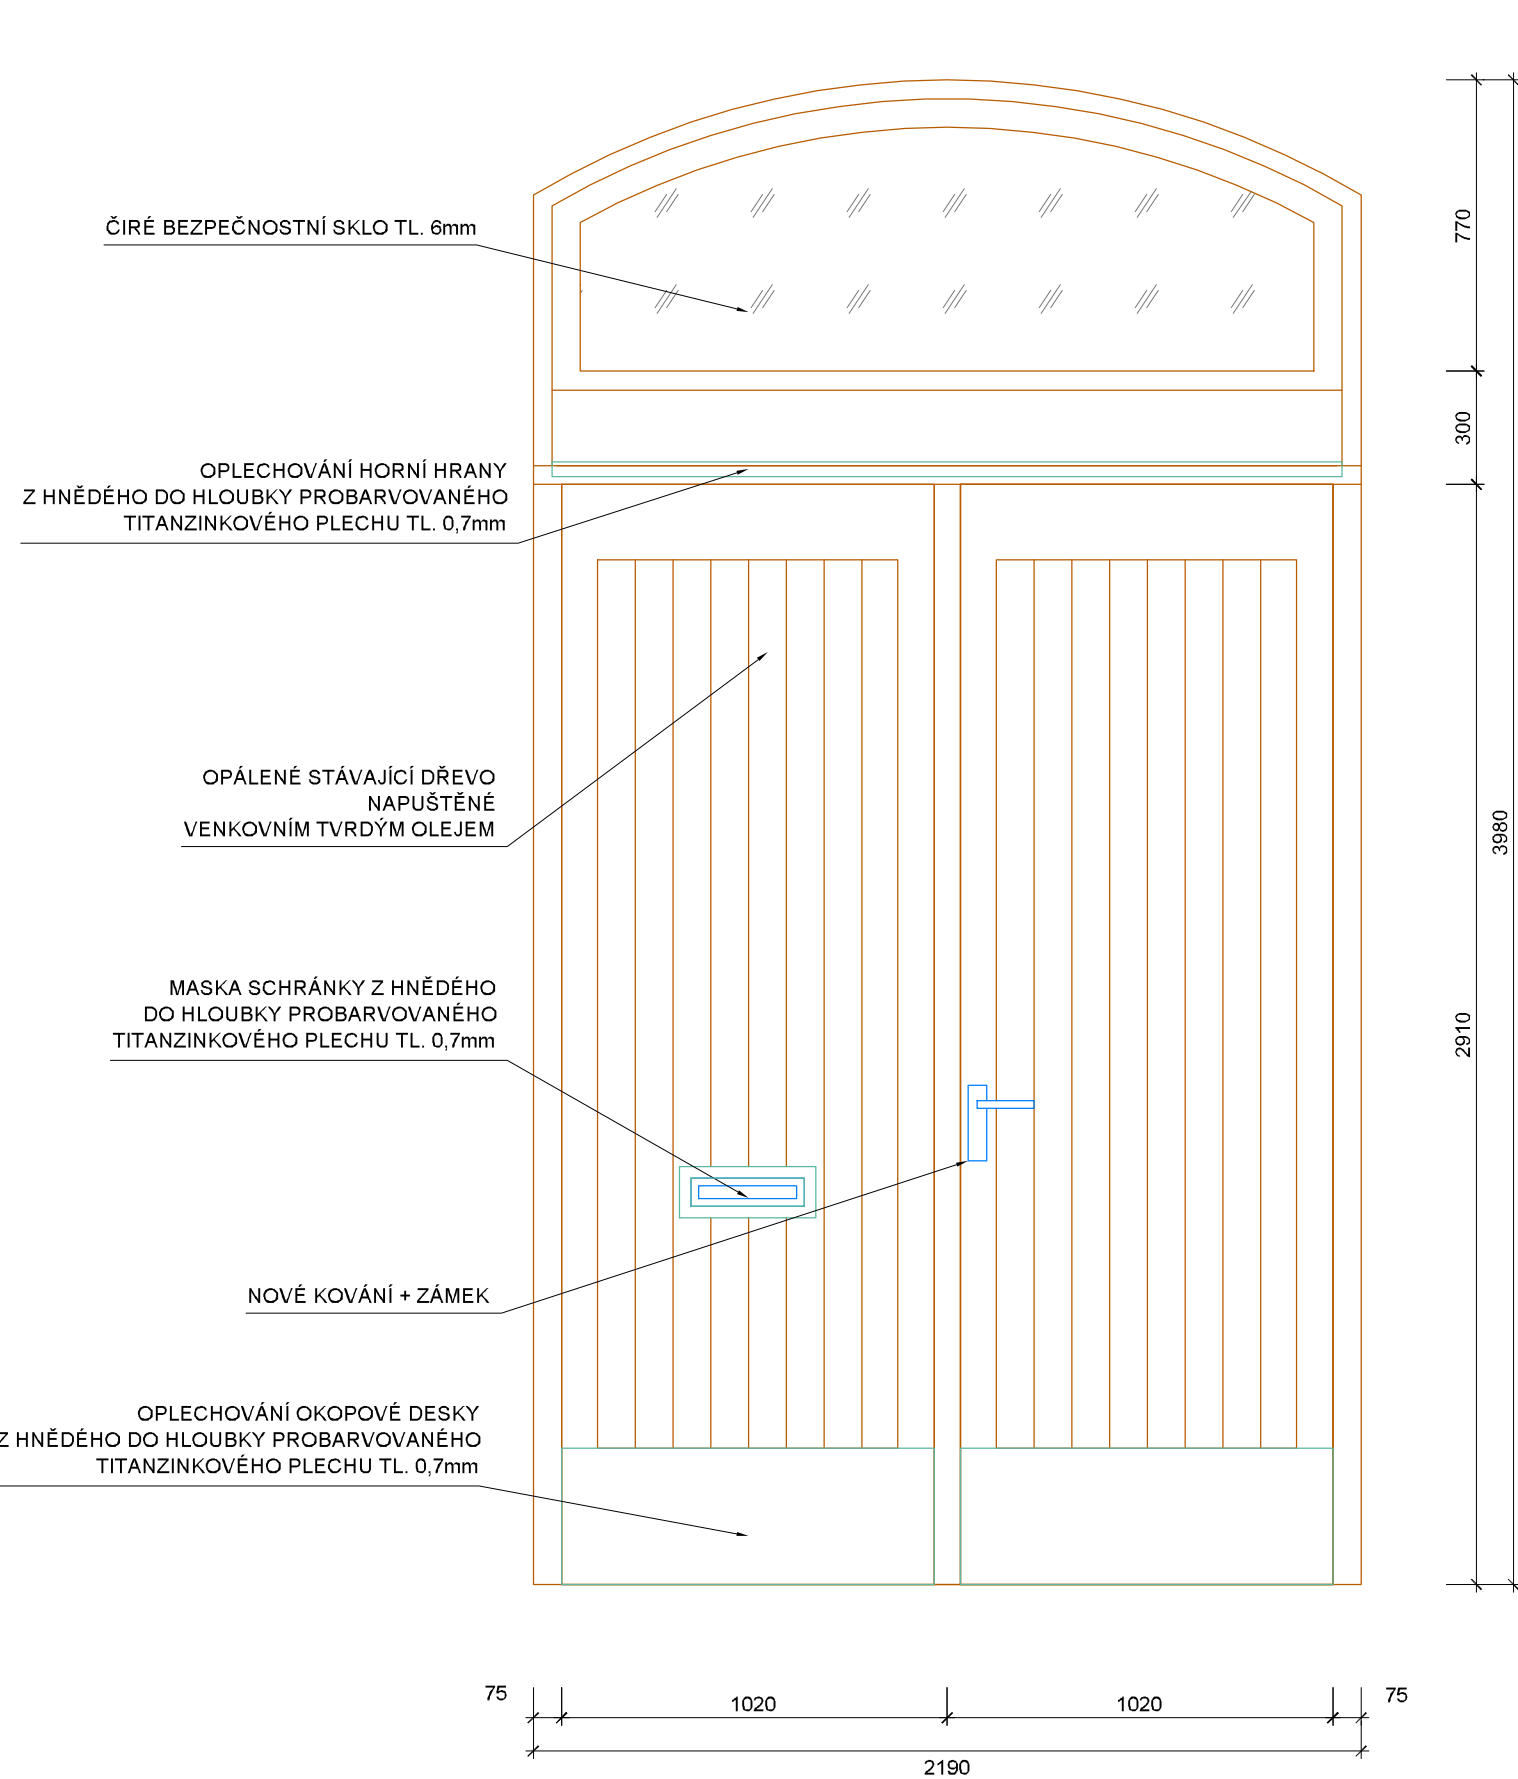 ČIRÉ BEZPEČNOSTNÍ SKLO TL. 6mm
OPLECHOVÁNÍ HORNÍ HRANY
Z HNĚDÉHO DO HLOUBKY PROBARVOVANÉHO
TITANZINKOVÉHO PLECHU TL. 0,7mm
OPÁLENÉ STÁVAJÍCÍ DŘEVO
NAPUŠTĚNÉ
VENKOVNÍM TVRDÝM OLEJEM
MASKA SCHRÁNKY Z HNĚDÉHO
DO HLOUBKY PROBARVOVANÉHO
TITANZINKOVÉHO PLECHU TL. 0,7mm
NOVÉ KOVÁNÍ + ZÁMEK
OPLECHOVÁNÍ OKOPOVÉ DESKY
Z HNĚDÉHO DO HLOUBKY PROBARVOVANÉHO
TITANZINKOVÉHO PLECHU TL. 0,7mm
770
300
3980
2910
75
1020
1020
75
2190